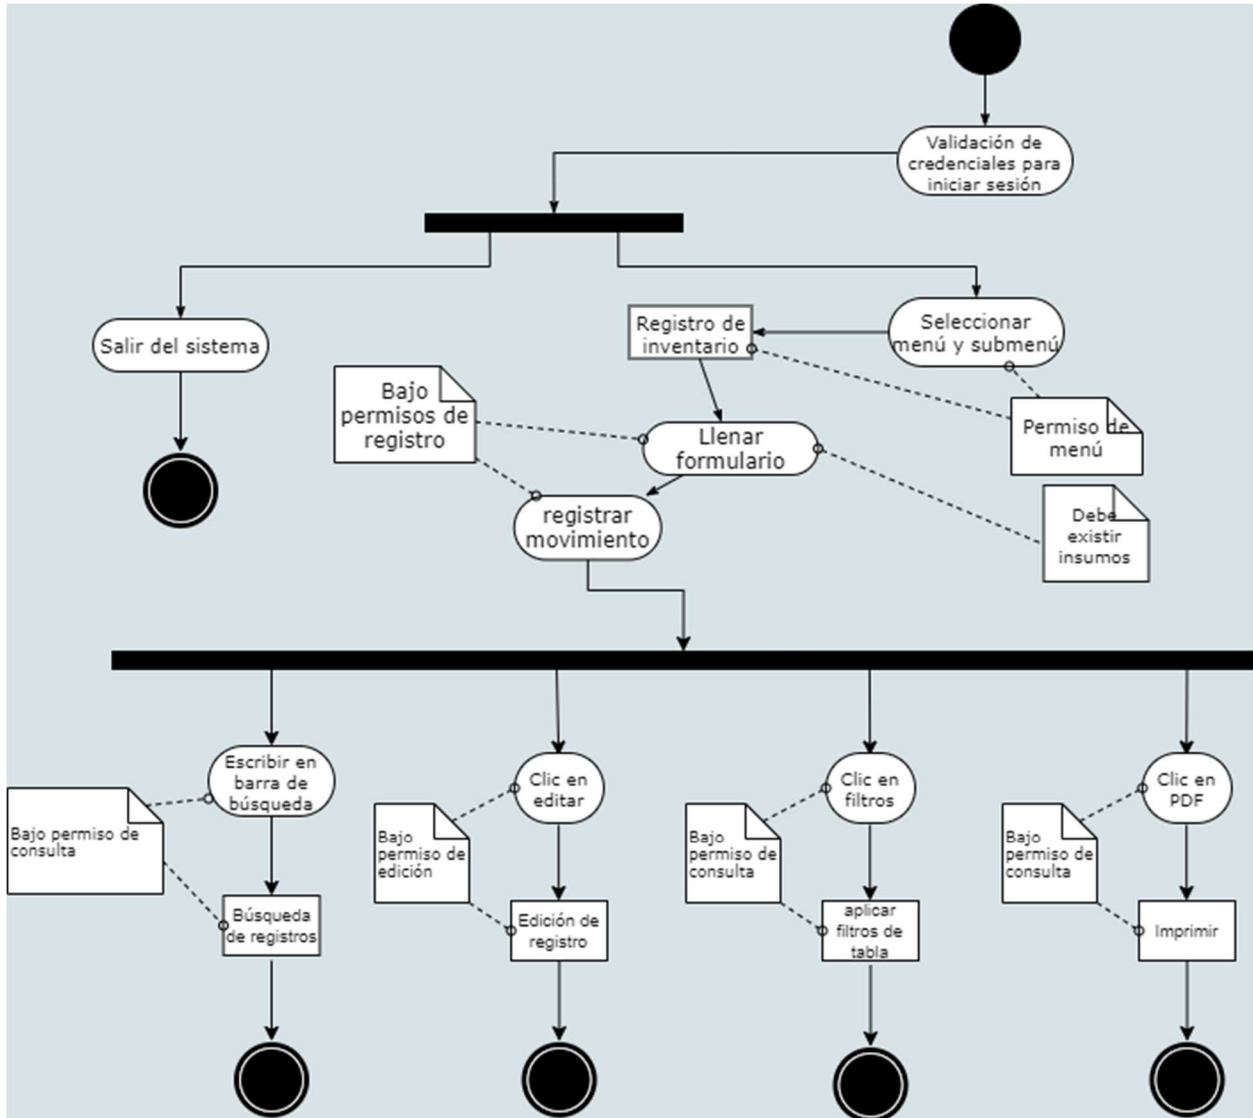 Validación de
credenciales para
iniciar sesión
Salir del sistema
Registro de
inventario
Seleccionar
menú y submenú
Bajo
permisos de
registro
Llenar
formulario
Permiso de
menú
registrar
movimiento
Debe
existir
insumos
Escribir en
barra de
búsqueda
Bajo permiso de
consulta
Búsqueda
de registros
Clic en
editar
Bajo
permiso de
edición
Edición de
registro
Clic en
filtros
Bajo
permiso de
consulta
aplicar
filtros de
tabla
Clic en
PDF
Bajo
permiso de
consulta
Imprimir